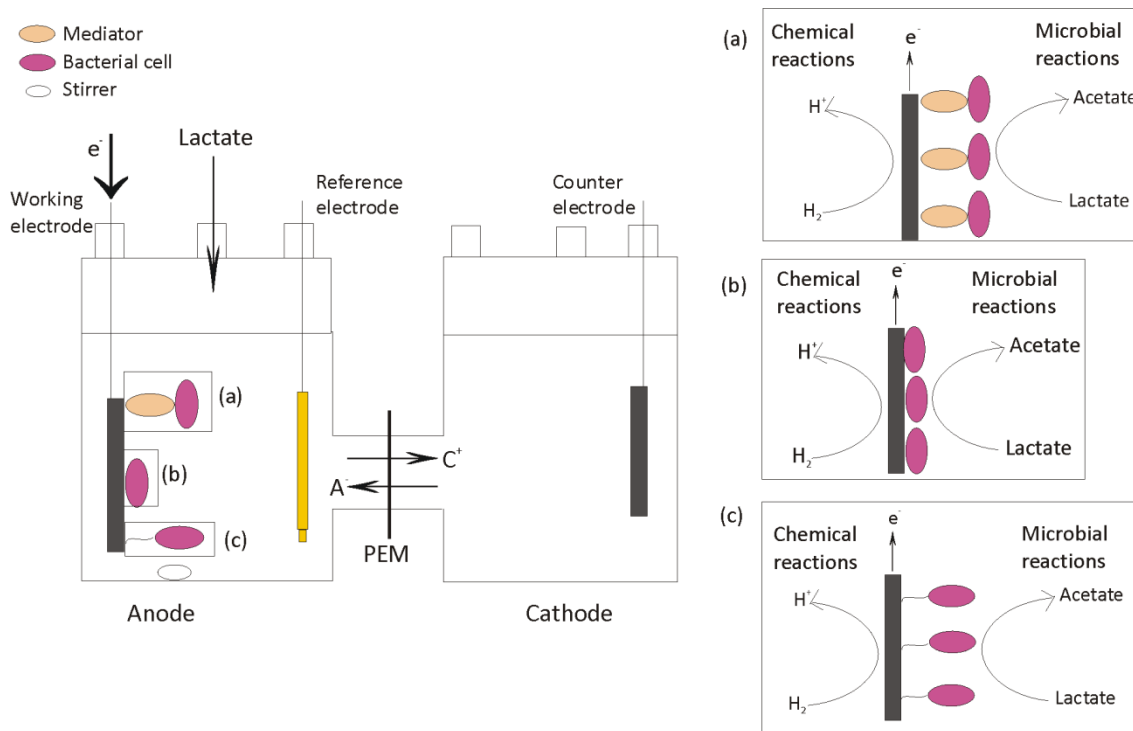 Mediator
Bacterial cell
Stirrer
e-
Lactate
Working
electrode
Reference
electrode
Counter
electrode
(a)
(b)
(c)
C+
A-
PEM
Anode
Cathode
(a)
Chemical
reactions
e-
Microbial
reactions
H+
Acetate
H2
Lactate
(b)
Chemical
reactions
e-
Microbial
reactions
H+
Acetate
H2
Lactate
(c)
Chemical
reactions
e-
Microbial
reactions
H+
Acetate
H2
Lactate